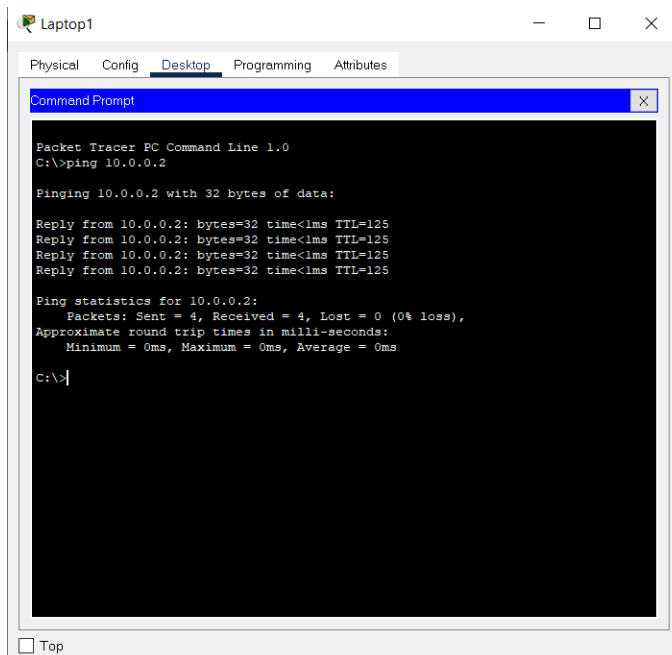 Laptop1
Physical Config Desktop Programming Attributes
Command Prompt
X
Packet Tracer PC Command Line 1.0
C:\>ping 10.0.0.2
Pinging 10.0.0.2 with 32 bytes of data:
Reply from 10.0.0.2: bytes=32 time<1ms TTL=125
Reply from 10.0.0.2: bytes=32 time<1ms TTL=125
Reply from 10.0.0.2: bytes=32 time<1ms TTL=125
Reply from 10.0.0.2: bytes=32 time<1ms TTL=125
Ping statistics for 10.0.0.2:
Packets: Sent = 4, Received = 4, Lost = 0 (0% loss),
Approximate round trip times in milli-seconds:
Minimum = 0ms, Maximum = 0ms, Average = 0ms
C:\>
Top